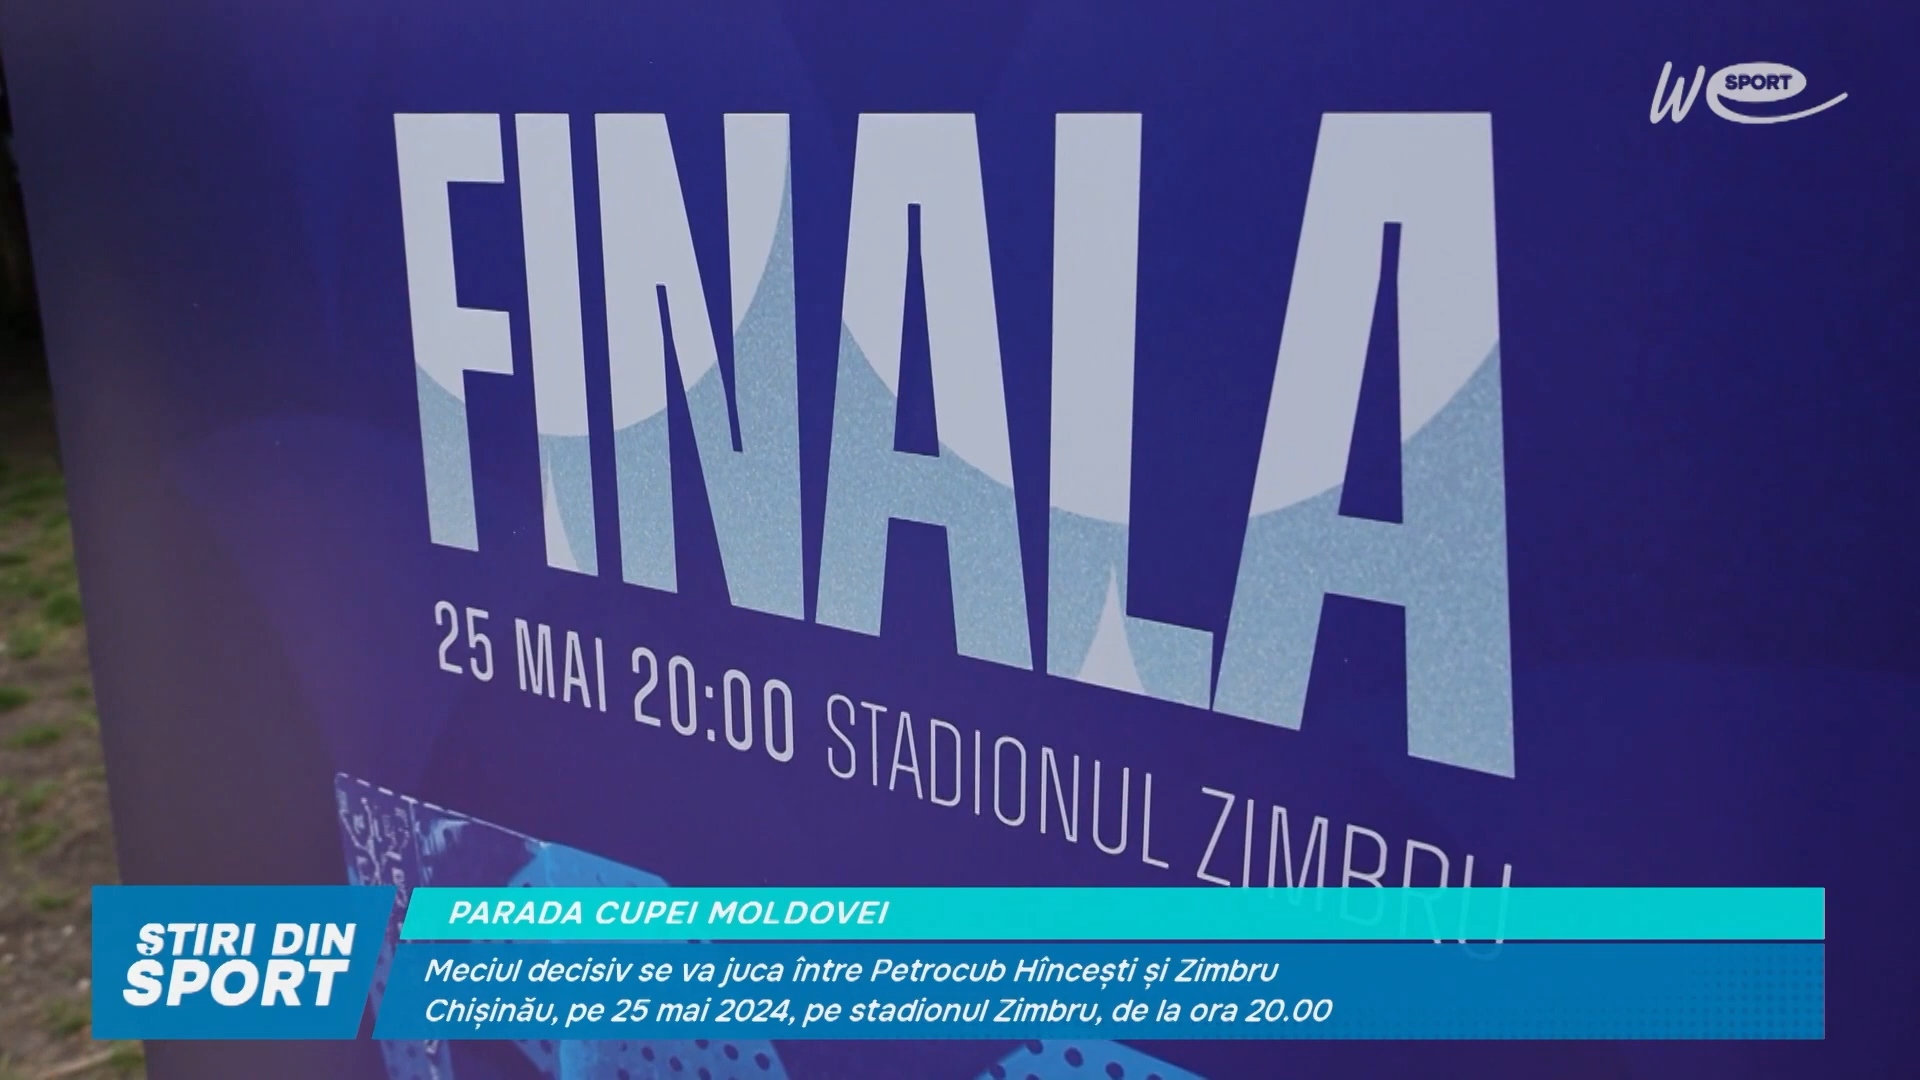 W SPORT
FINALA
25 MAI 20:00 STADIONUL ZIMBRU
PARADA CUPEI MOLDOVEI
ȘTIRI DIN
SPORT
Meciul decisiv se va juca între Petrocub Hîncești și Zimbru
Chișinău, pe 25 mai 2024, pe stadionul Zimbru, de la ora 20.00